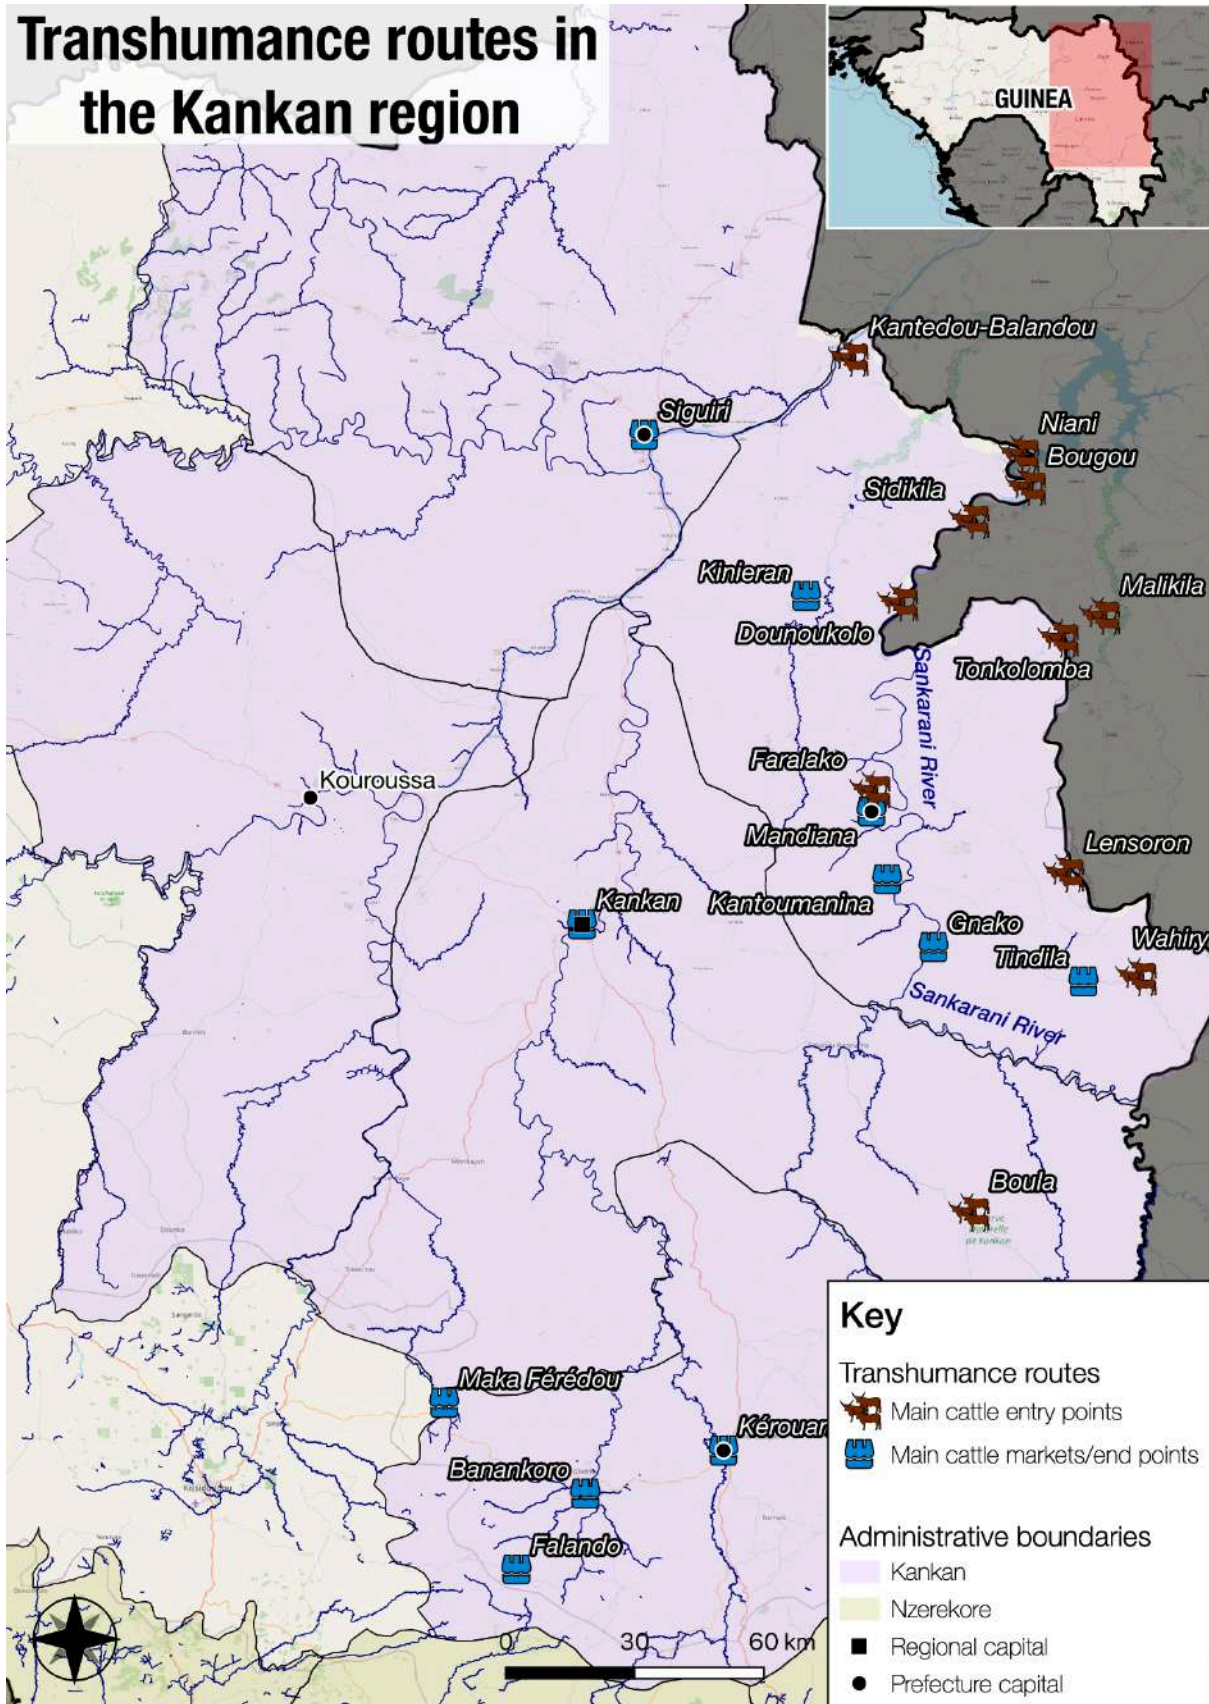 Transhumance routes in
the Kankan region
GUINEA
Kantedou-Balandou
Siguiri
Niani
Bougou
Sidikila
Kinieran
Malikila
Dounoukolo
Tonkolomba
Sankarani River
Faralako
Kouroussa
Mandiana
Lensoron
Kankan
Kantoumanina
Gnako
Wahiry
Tindila
Sankarani River
Boula
de Kankan
Maka Férédou
Kérouar
Banankoro
Falando
Key
Transhumance routes
Main cattle entry points
Main cattle markets/end points
Administrative boundaries
Kankan
Nzerekore
Regional capital
Prefecture capital
0 30 60 km